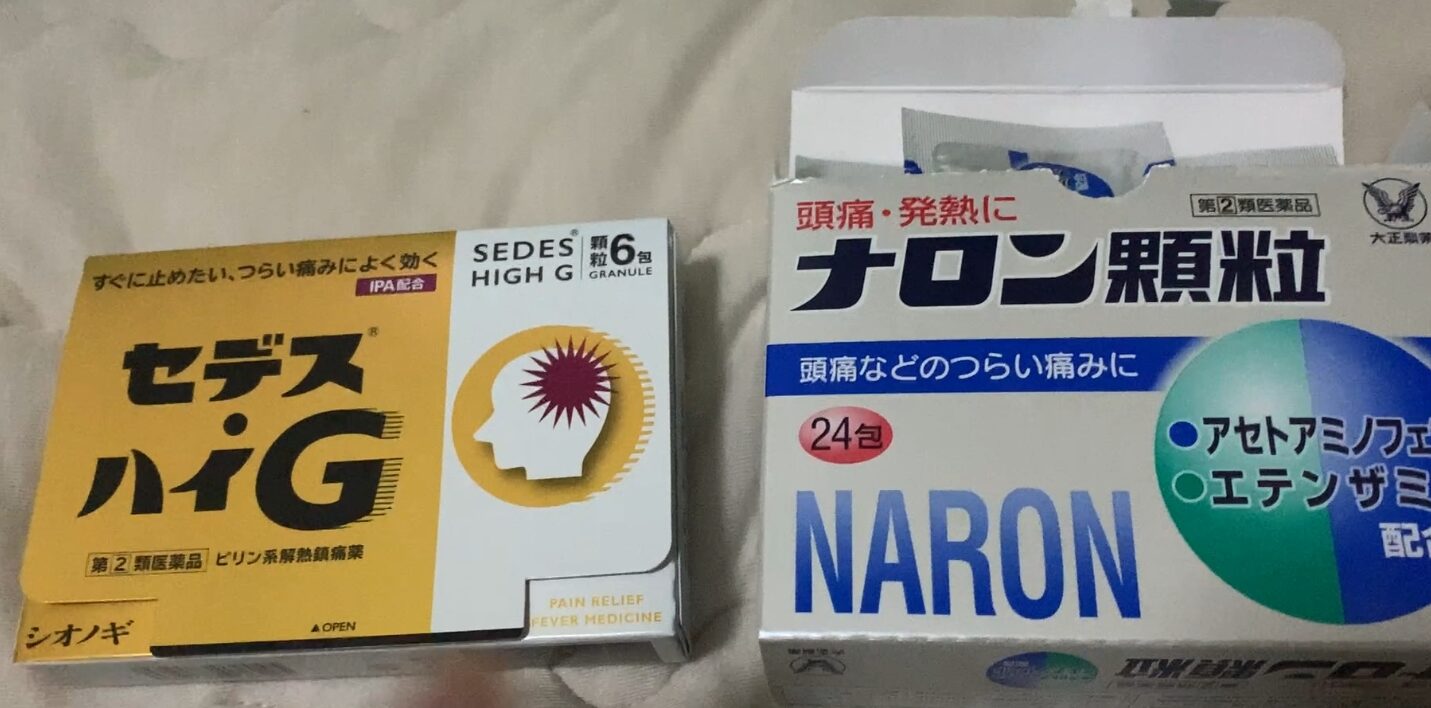 すぐに止めたい、つらい痛みによく効く
IPA配合
セデス®
ハイG
第②類医薬品 ピリン系解熱鎮痛薬
シオノギ
▲OPEN
SEDES®
HIGH G
顆粒6包
GRANULE
PAIN RELIEF
FEVER MEDICINE
頭痛・発熱に
第②類医薬品
大正製薬
ナロン顆粒
頭痛などのつらい痛みに
24包
●アセトアミノフェ
●エテンザミ
配合
NARON
ナロン顆粒